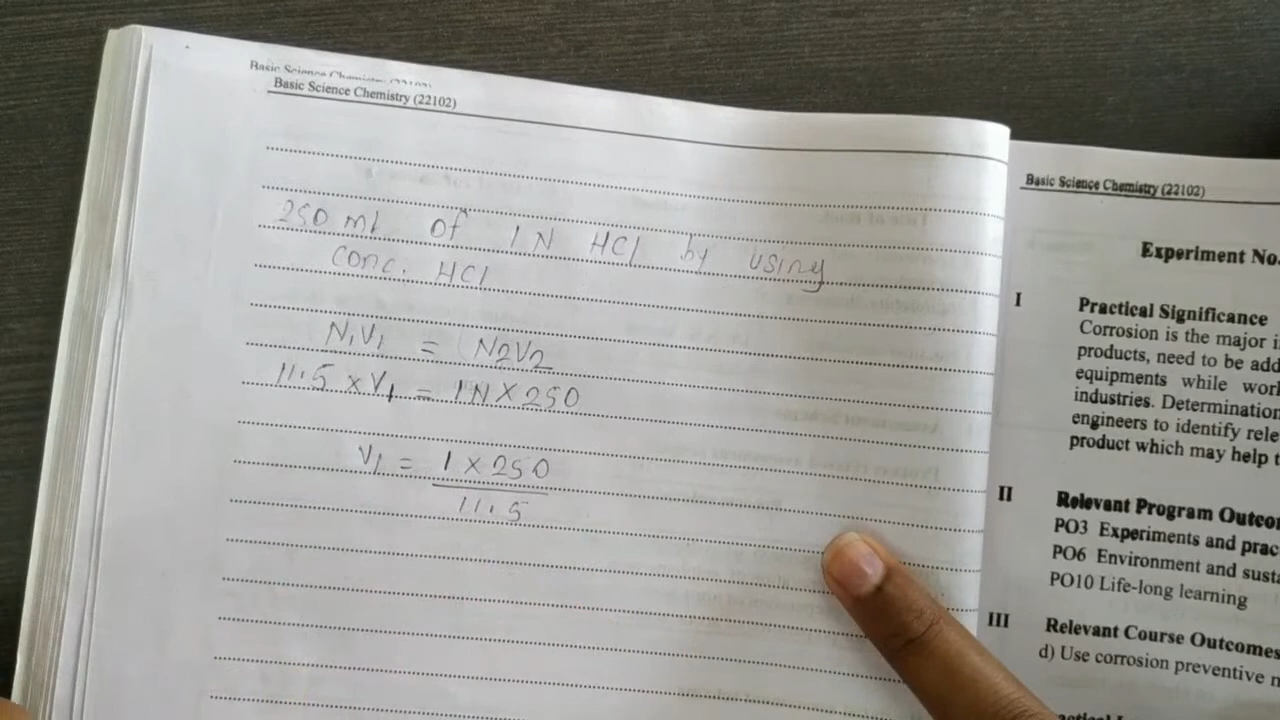 Basic Science Chemistry (22102)
Basic Science Chemistry (22102)
250 ml of 1N HCl by using
conc. HCl
N1V1 = N2V2
11.5 x V1 = 1N x 250
V1 = 1 x 250
11.5
Basic Science Chemistry (22102)
Experiment No.
I Practical Significance
Corrosion is the major i
products, need to be add
equipments while wor
industries. Determination
engineers to identify rele
product which may help t
II Relevant Program Outco
PO3 Experiments and prac
PO6 Environment and susta
PO10 Life-long learning
III Relevant Course Outcomes
d) Use corrosion preventive m